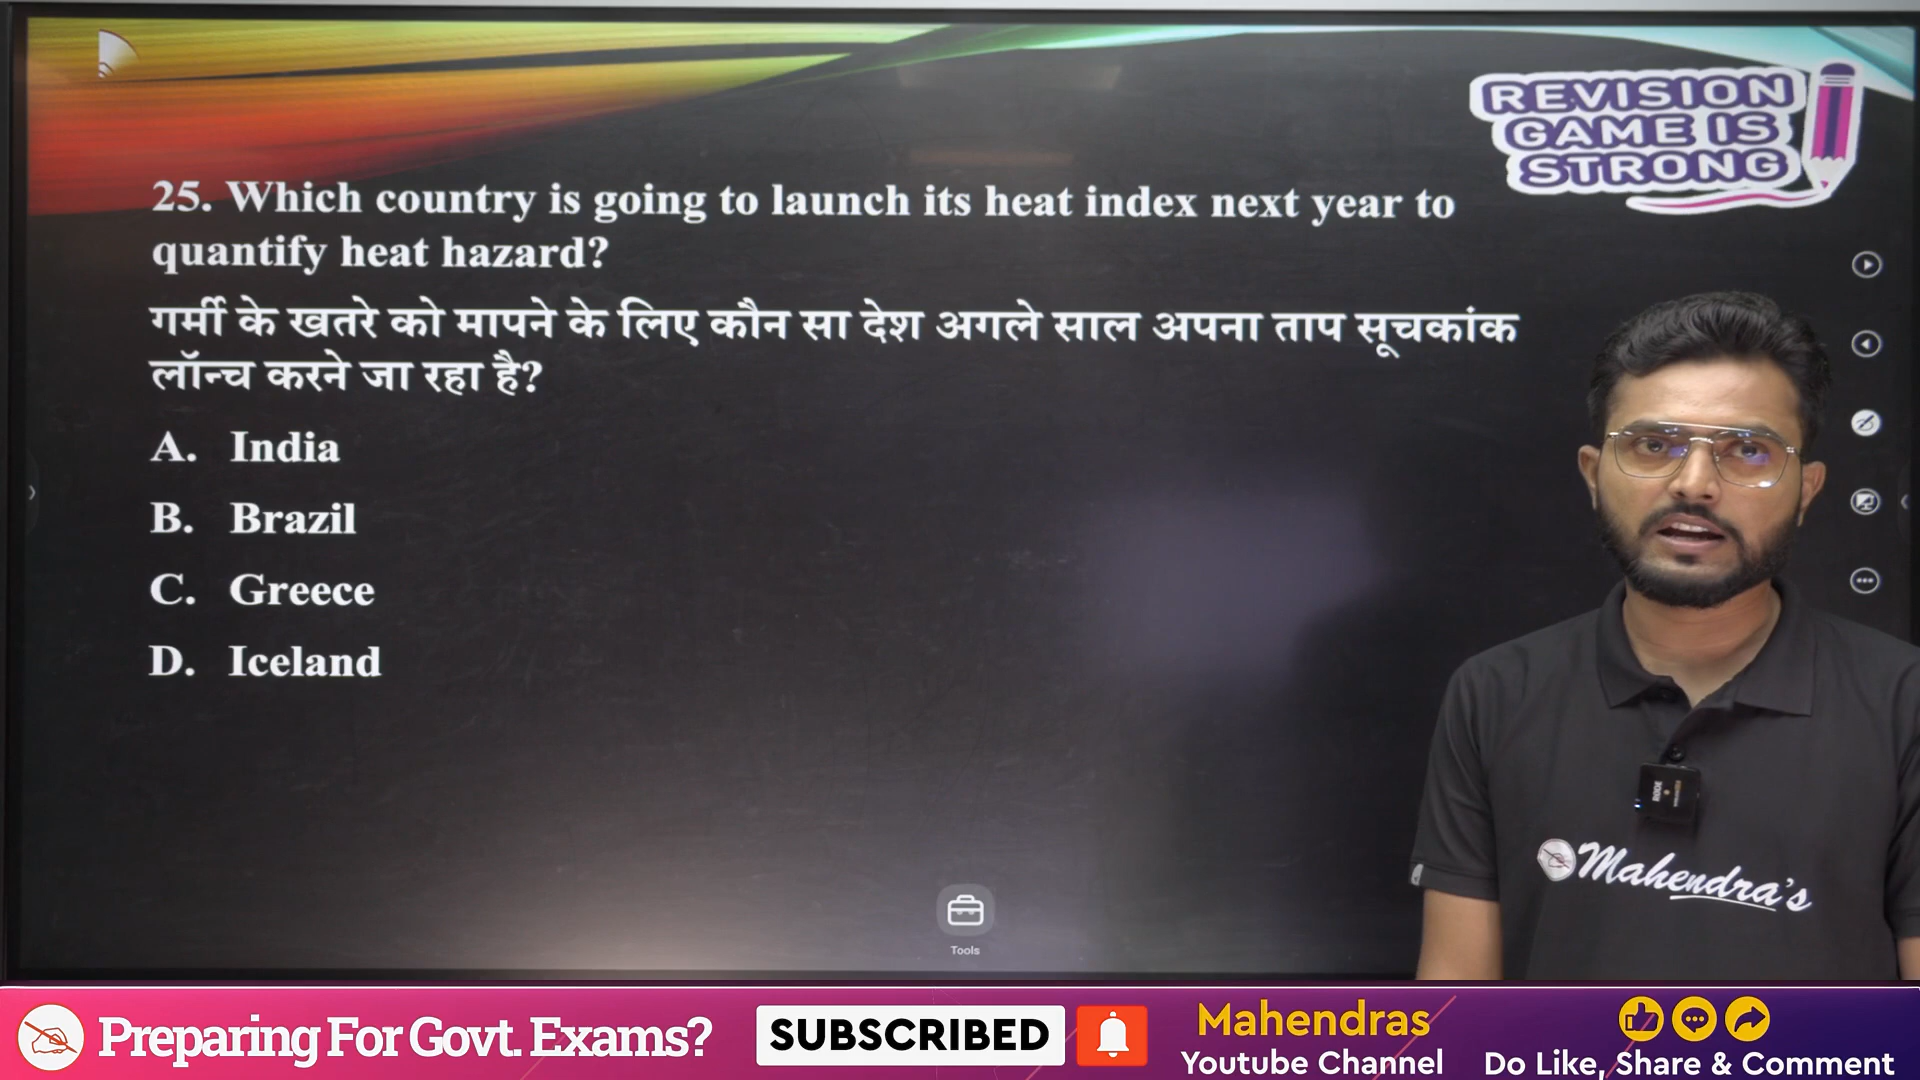 REVISION
GAME IS
STRONG
25. Which country is going to launch its heat index next year to
quantify heat hazard?
गर्मी के खतरे को मापने के लिए कौन सा देश अगले साल अपना ताप सूचकांक
लॉन्च करने जा रहा है?
A. India
B. Brazil
C. Greece
D. Iceland
RODE
Mahendra's
Tools
Preparing For Govt. Exams?
SUBSCRIBED
Mahendras
Youtube Channel
Do Like, Share & Comment